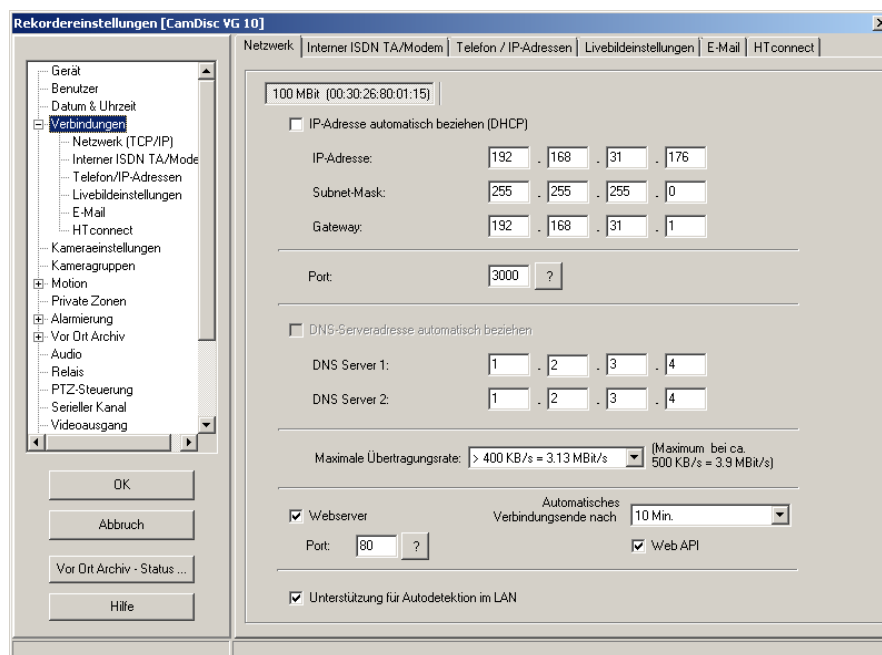 Rekordereinstellungen [CamDisc VG 10]
Gerät
Benutzer
Datum & Uhrzeit
Verbindungen
Netzwerk (TCP/IP)
Interner ISDN TA/Mode
Telefon/IP-Adressen
Livebildeinstellungen
E-Mail
HTconnect
Kameraeinstellungen
Kameragruppen
Motion
Private Zonen
Alarmierung
Vor Ort Archiv
Audio
Relais
PTZ-Steuerung
Serieller Kanal
Videoausgang
OK
Abbruch
Vor Ort Archiv - Status ...
Hilfe
Netzwerk Interner ISDN TA/Modem Telefon / IP-Adressen Livebildeinstellungen E-Mail HTconnect
100 MBit (00:30:26:80:01:15)
IP-Adresse automatisch beziehen (DHCP)
IP-Adresse: 192 . 168 . 31 . 176
Subnet-Mask: 255 . 255 . 255 . 0
Gateway: 192 . 168 . 31 . 1
Port: 3000 ?
DNS-Serveradresse automatisch beziehen
DNS Server 1: 1 . 2 . 3 . 4
DNS Server 2: 1 . 2 . 3 . 4
Maximale Übertragungsrate: > 400 KB/s = 3.13 MBit/s (Maximum bei ca.
500 KB/s = 3.9 MBit/s)
Webserver
Automatisches
Verbindungsende nach 10 Min.
Port: 80 ?
Web API
Unterstützung für Autodetektion im LAN